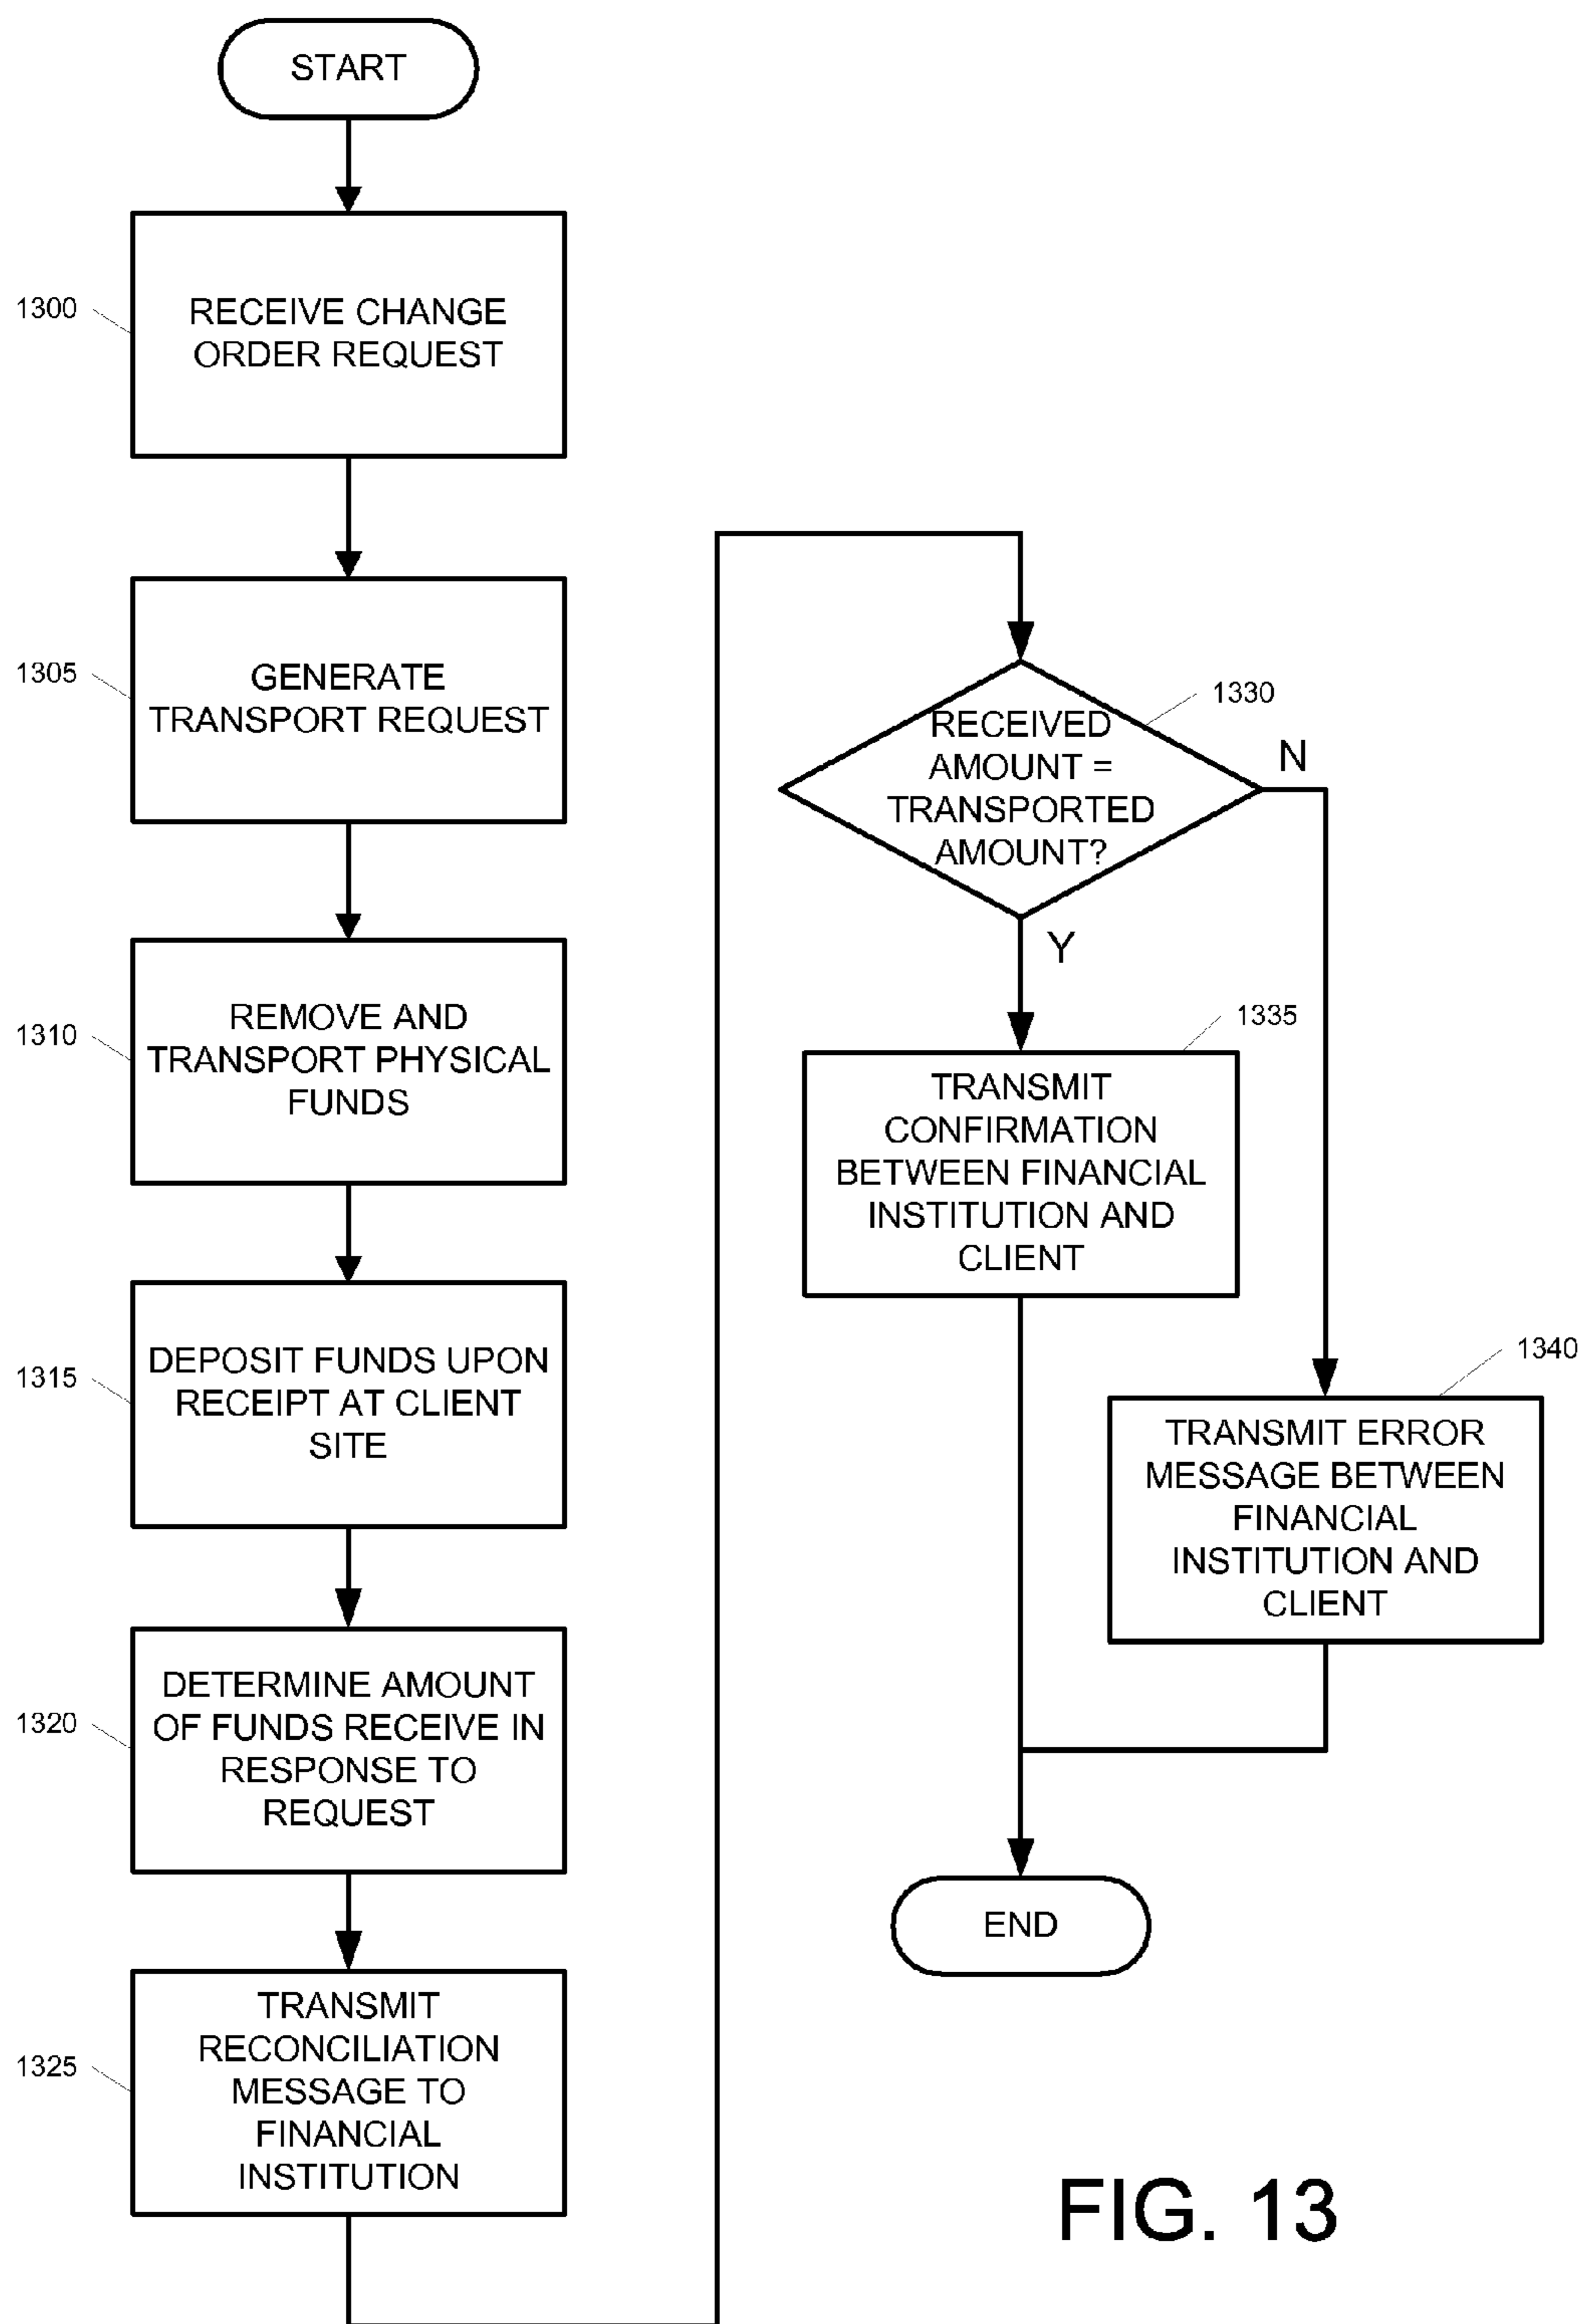 START
1300
RECEIVE CHANGE
ORDER REQUEST
1305
GENERATE
TRANSPORT REQUEST
1310
REMOVE AND
TRANSPORT PHYSICAL
FUNDS
1315
DEPOSIT FUNDS UPON
RECEIPT AT CLIENT
SITE
1320
DETERMINE AMOUNT
OF FUNDS RECEIVE IN
RESPONSE TO
REQUEST
1325
TRANSMIT
RECONCILIATION
MESSAGE TO
FINANCIAL
INSTITUTION
1330
RECEIVED
AMOUNT =
TRANSPORTED
AMOUNT?
N
Y
1335
TRANSMIT
CONFIRMATION
BETWEEN FINANCIAL
INSTITUTION AND
CLIENT
1340
TRANSMIT ERROR
MESSAGE BETWEEN
FINANCIAL
INSTITUTION AND
CLIENT
END
FIG. 13